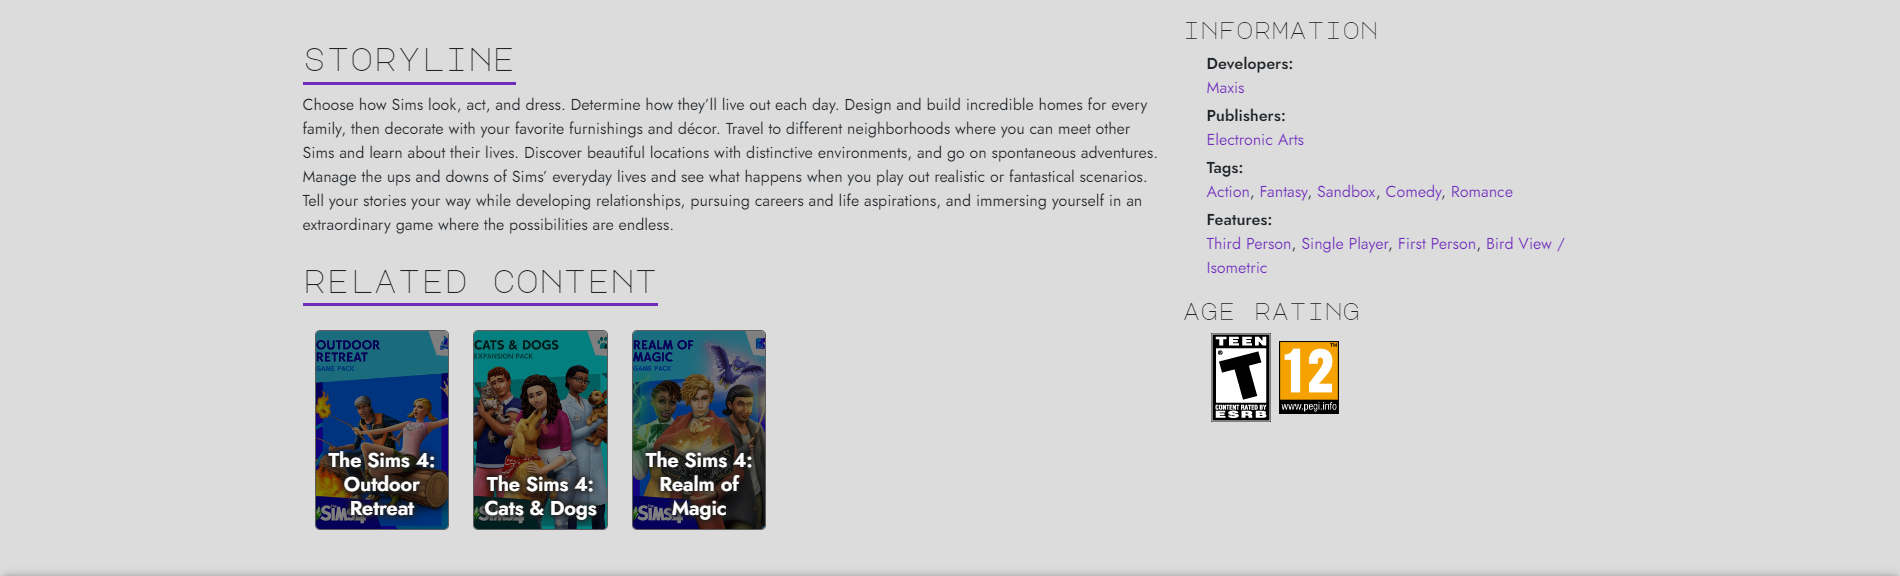 STORYLINE
Choose how Sims look, act, and dress. Determine how they’ll live out each day. Design and build incredible homes for every
family, then decorate with your favorite furnishings and décor. Travel to different neighborhoods where you can meet other
Sims and learn about their lives. Discover beautiful locations with distinctive environments, and go on spontaneous adventures.
Manage the ups and downs of Sims’ everyday lives and see what happens when you play out realistic or fantastical scenarios.
Tell your stories your way while developing relationships, pursuing careers and life aspirations, and immersing yourself in an
extraordinary game where the possibilities are endless.
RELATED CONTENT
OUTDOOR
RETREAT
GAME PACK
The Sims 4:
Outdoor
Retreat
SIMS4
CATS & DOGS
EXPANSION PACK
The Sims 4:
Cats & Dogs
REALM OF
MAGIC
GAME PACK
The Sims 4:
Realm of
Magic
SIMS4
INFORMATION
Developers:
Maxis
Publishers:
Electronic Arts
Tags:
Action, Fantasy, Sandbox, Comedy, Romance
Features:
Third Person, Single Player, First Person, Bird View /
Isometric
AGE RATING
TEEN
T
®
CONTENT RATED BY
ESRB
12
TM
www.pegi.info